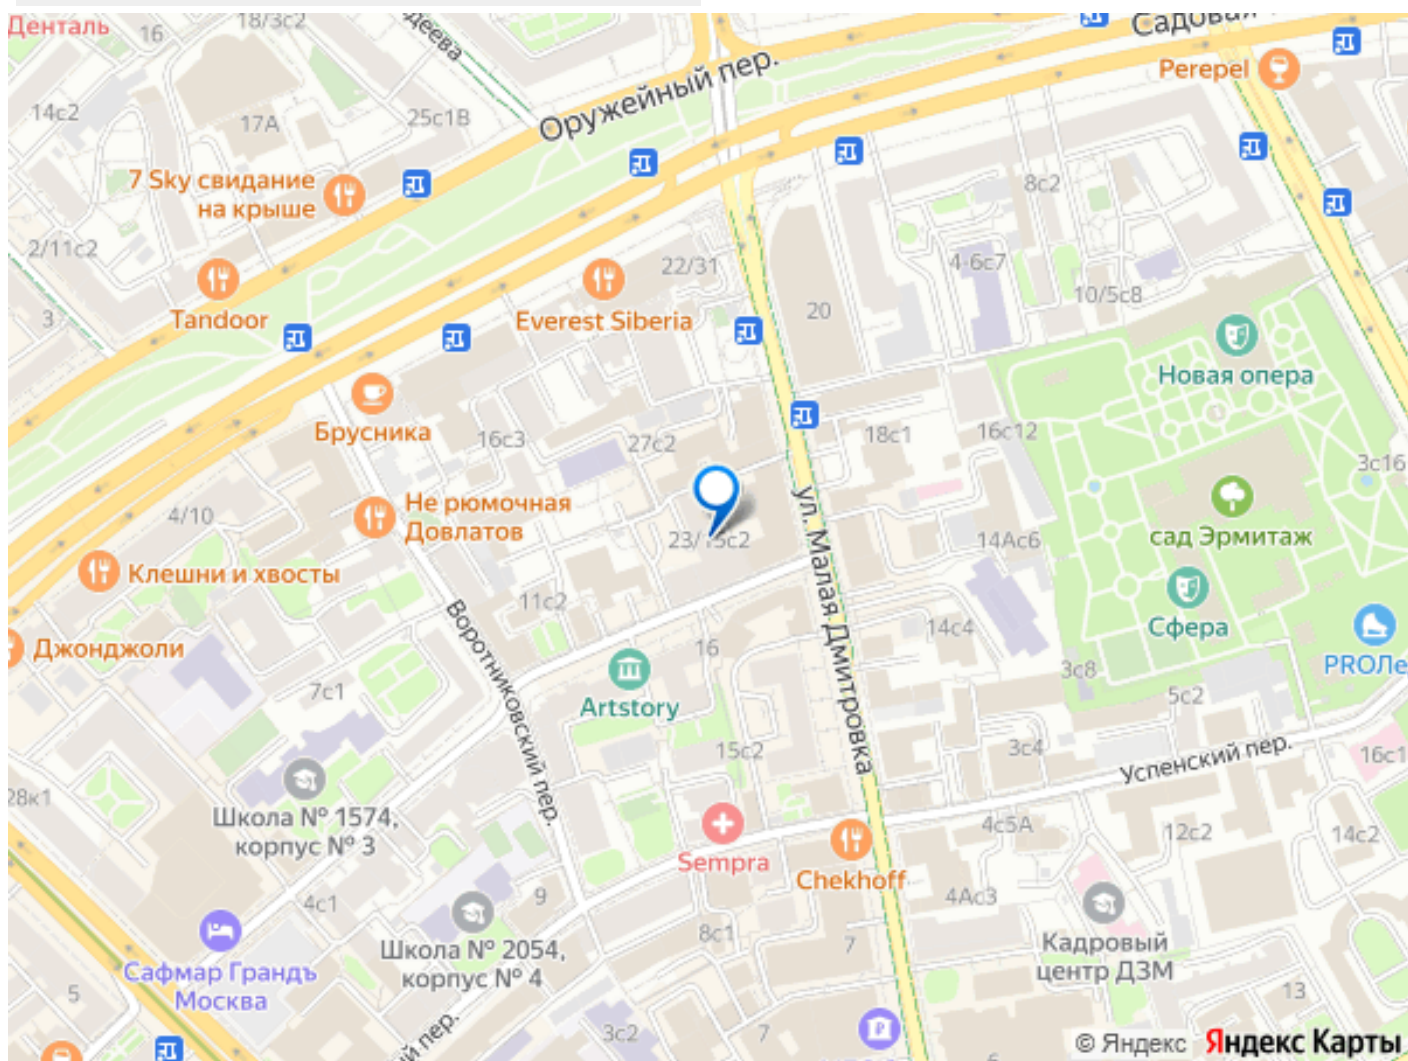 Денталь
16
18/3с2
деева
Садовая
Perepel
14с2
17А
25с1В
Оружейный пер.
7 Sky свидание
на крыше
8с2
2/11с2
22/31
4-6с7
10/5с8
3
Tandoor
Everest Siberia
20
Новая опера
Брусника
16с3
27с2
18с1
16с12
3с16
4/10
Не рюмочная
Довлатов
23/15с2
ул. Малая Дмитровка
14Ас6
сад Эрмитаж
Клешни и хвосты
11с2
Воротниковский пер.
14с4
Сфера
Джонджоли
16
3с8
PROЛе
7с1
Artstory
5с2
15с2
3с4
Успенский пер.
16с1
28к1
Школа № 1574,
корпус № 3
Sempra
4с5А
12с2
14с2
Chekhoff
4с1
9
4Ас3
Школа № 2054,
корпус № 4
8с1
7
Кадровый
центр ДЗМ
Сафмар Грандъ
Москва
5
13
ий пер.
3с2
7
6
© Яндекс Яндекс Карты